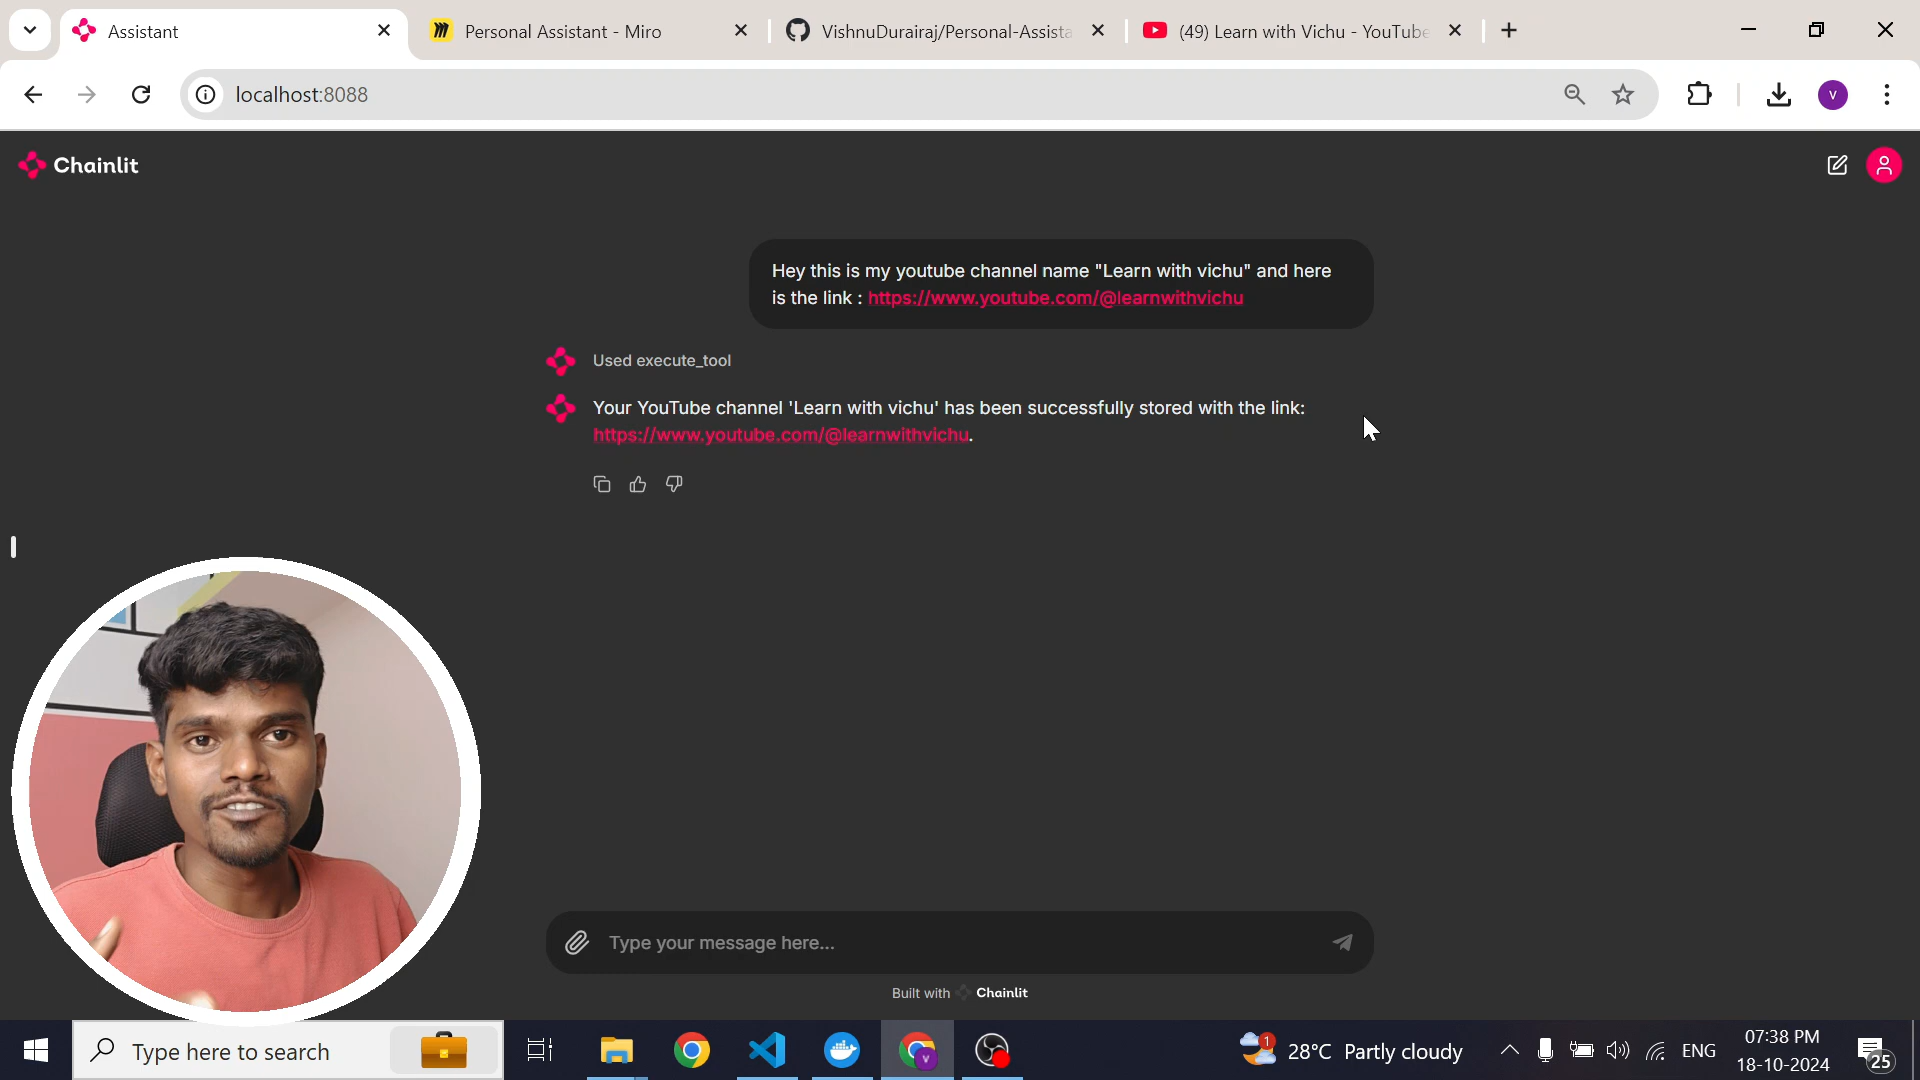 Assistant
Personal Assistant - Miro
VishnuDurairaj/Personal-Assista
(49) Learn with Vichu - YouTube
localhost:8088
V
Chainlit
Hey this is my youtube channel name "Learn with vichu" and here
is the link : https://www.youtube.com/@learnwithvichu
Used execute_tool
Your YouTube channel 'Learn with vichu' has been successfully stored with the link:
https://www.youtube.com/@learnwithvichu.
Type your message here...
Built with Chainlit
Type here to search
V
1
28°C Partly cloudy
ENG
07:38 PM
18-10-2024
25